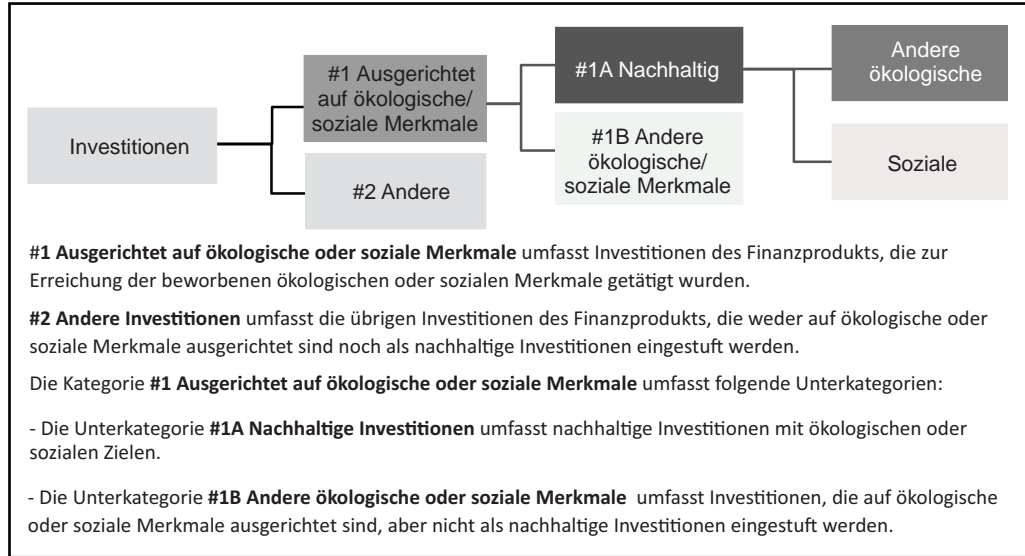 Investitionen
#1 Ausgerichtet
auf ökologische/
soziale Merkmale
#2 Andere
#1A Nachhaltig
#1B Andere
ökologische/
soziale Merkmale
Andere
ökologische
Soziale
#1 Ausgerichtet auf ökologische oder soziale Merkmale umfasst Investitionen des Finanzprodukts, die zur
Erreichung der beworbenen ökologischen oder sozialen Merkmale getätigt wurden.
#2 Andere Investitionen umfasst die übrigen Investitionen des Finanzprodukts, die weder auf ökologische oder
soziale Merkmale ausgerichtet sind noch als nachhaltige Investitionen eingestuft werden.
Die Kategorie #1 Ausgerichtet auf ökologische oder soziale Merkmale umfasst folgende Unterkategorien:
- Die Unterkategorie #1A Nachhaltige Investitionen umfasst nachhaltige Investitionen mit ökologischen oder
sozialen Zielen.
- Die Unterkategorie #1B Andere ökologische oder soziale Merkmale umfasst Investitionen, die auf ökologische
oder soziale Merkmale ausgerichtet sind, aber nicht als nachhaltige Investitionen eingestuft werden.